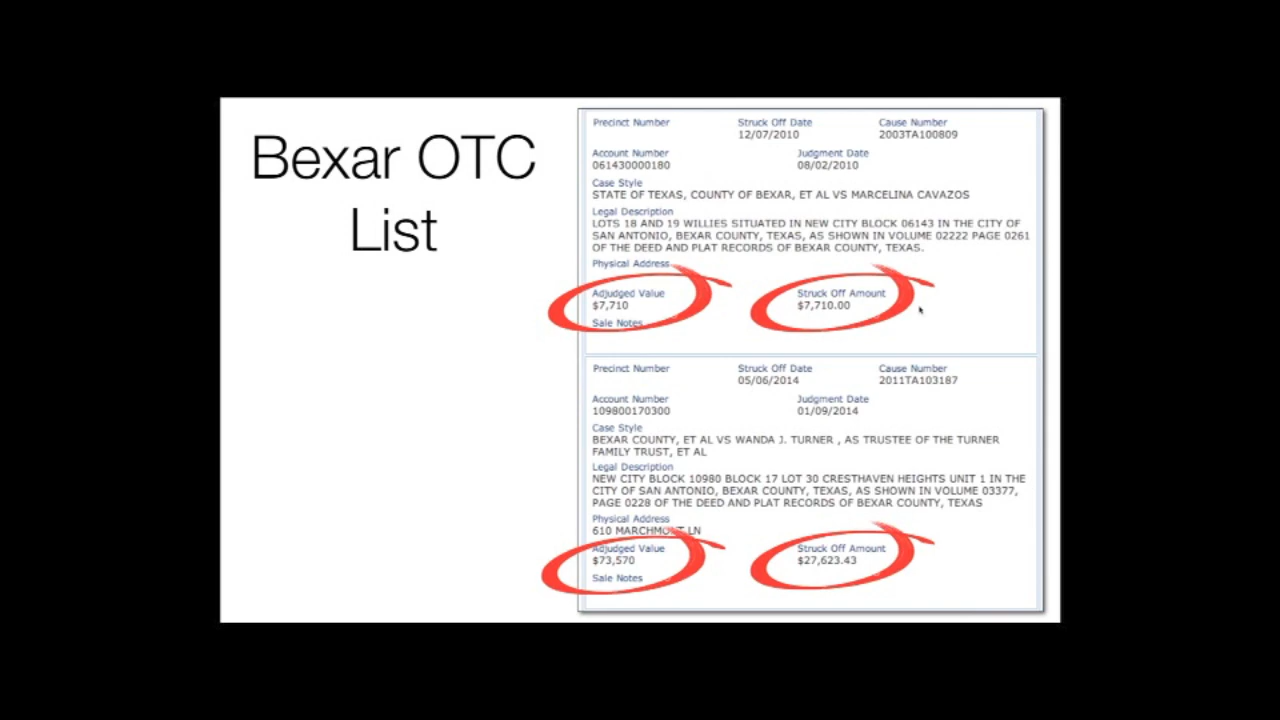 Bexar OTC
List
Precinct Number Struck Off Date Cause Number
12/07/2010 2003TA100809
Account Number Judgment Date
061430000180 08/02/2010
Case Style
STATE OF TEXAS, COUNTY OF BEXAR, ET AL VS MARCELINA CAVAZOS
Legal Description
LOTS 18 AND 19 WILLIES SITUATED IN NEW CITY BLOCK 06143 IN THE CITY OF
SAN ANTONIO, BEXAR COUNTY, TEXAS, AS SHOWN IN VOLUME 02222 PAGE 0261
OF THE DEED AND PLAT RECORDS OF BEXAR COUNTY, TEXAS.
Physical Address
Adjudged Value Struck Off Amount
$7,710 $7,710.00
Sale Notes
Precinct Number Struck Off Date Cause Number
05/06/2014 2011TA103187
Account Number Judgment Date
109800170300 01/09/2014
Case Style
BEXAR COUNTY, ET AL VS WANDA J. TURNER , AS TRUSTEE OF THE TURNER
FAMILY TRUST, ET AL
Legal Description
NEW CITY BLOCK 10980 BLOCK 17 LOT 30 CRESTHAVEN HEIGHTS UNIT 1 IN THE
CITY OF SAN ANTONIO, BEXAR COUNTY, TEXAS, AS SHOWN IN VOLUME 03377,
PAGE 0228 OF THE DEED AND PLAT RECORDS OF BEXAR COUNTY, TEXAS
Physical Address
610 MARCHMONT LN
Adjudged Value Struck Off Amount
$73,570 $27,623.43
Sale Notes